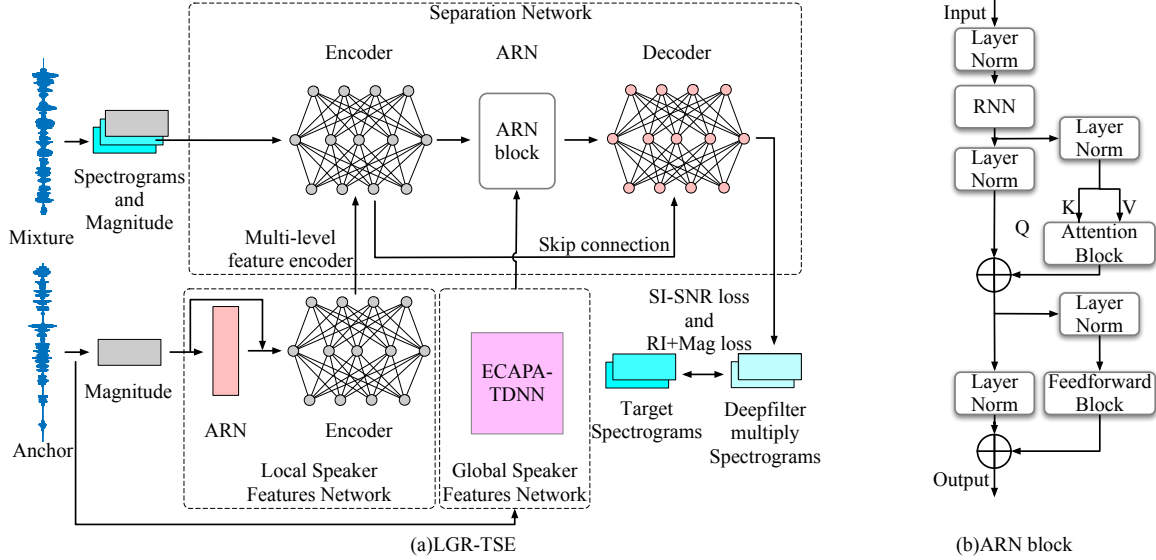 Separation Network
Encoder
ARN
Decoder
ARN
block
Spectrograms
and
Magnitude
Mixture
Multi-level
feature encoder
Skip connection
SI-SNR loss
and
RI+Mag loss
Magnitude
ECAPA-
TDNN
ARN
Encoder
Target
Spectrograms
Deepfilter
multiply
Spectrograms
Anchor
Local Speaker
Features Network
Global Speaker
Features Network
(a)LGR-TSE
Input
Layer
Norm
RNN
Layer
Norm
Layer
Norm
K
V
Q
Attention
Block
Layer
Norm
Layer
Norm
Feedforward
Block
Output
(b)ARN block